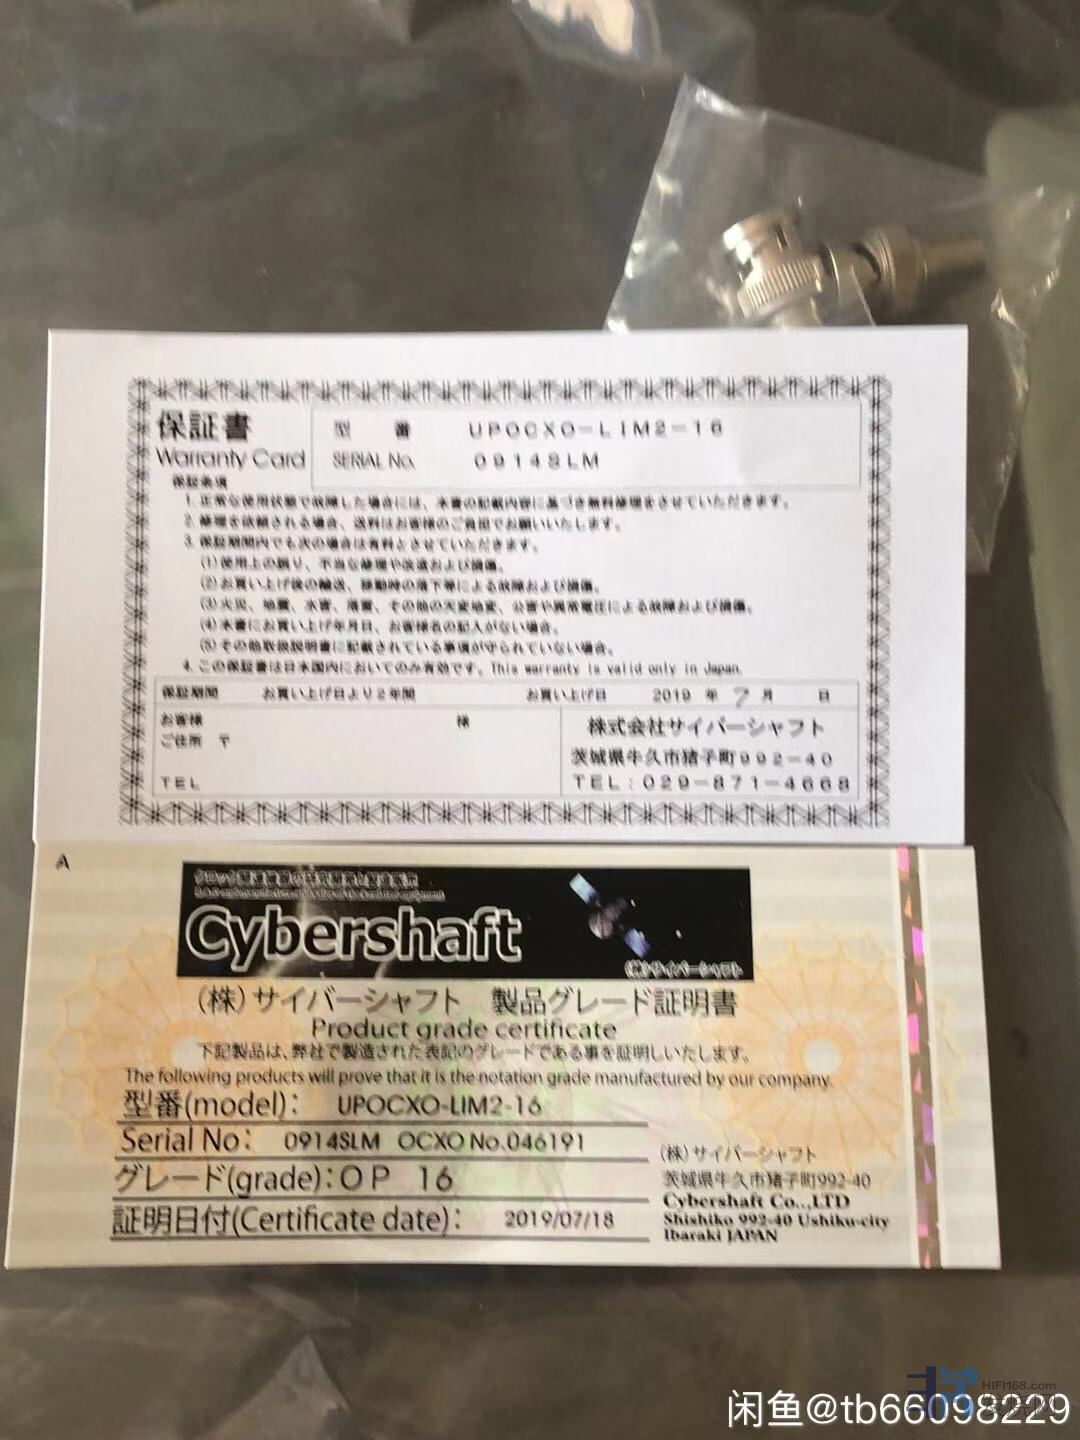 保証書
Warranty Card
型 番 UPOCXO-LIM2-16
SERIAL No. 0914SLM
保証条項
1. 正常な使用状態で故障した場合には、本書の記載内容に基づき無料修理をさせていただきます。
2. 修理を依頼される場合、送料はお客様のご負担でお願いいたします。
3. 保証期間内でも次の場合は有料とさせていただきます。
(1) 使用上の誤り、不当な修理や改造および損傷。
(2) お買い上げ後の輸送、移動時の落下等による故障および損傷。
(3) 火災、地震、水害、落雷、その他の天変地変、公害や異常電圧による故障および損傷。
(4) 本書にお買い上げ年月日、お客様名の記入がない場合。
(5) その他取扱説明書に記載されている事項が守られていない場合。
4. この保証書は日本国内においてのみ有効です。This warranty is valid only in Japan.
保証期間 お買い上げ日より2年間 お買い上げ日 2019 年 7 月 日
お客様 様
ご住所 〒
TEL
株式会社サイバーシャフト
茨城県牛久市猪子町992-40
TEL:029-871-4668
A
Cybershaft
(株)サイバーシャフト
(株)サイバーシャフト 製品グレード証明書
Product grade certificate
下記製品は、弊社で製造された表記のグレードである事を証明いたします。
The following products will prove that it is the notation grade manufactured by our company.
型番(model): UPOCXO-LIM2-16
Serial No: 0914SLM OCXO No.046191
グレード(grade):OP 16
証明日付(Certificate date): 2019/07/18
(株)サイバーシャフト
茨城県牛久市猪子町992-40
Cybershaft Co.,.LTD
Shishiko 992-40 Ushiku-city
Ibaraki JAPAN
HIFI168.com
闲鱼@tb66098229